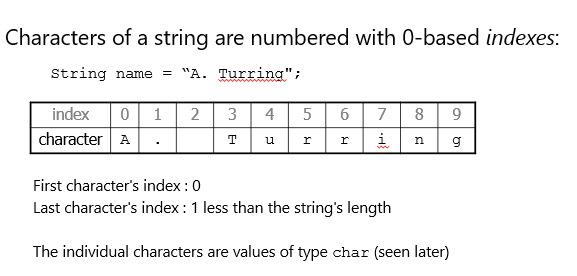 Characters of a string are numbered with 0-based indexes:
String name = “A. Turring";
index 0 1 2 3 4 5 6 7 8 9
character A . T u r r i n g
First character's index : 0
Last character's index : 1 less than the string's length
The individual characters are values of type char (seen later)